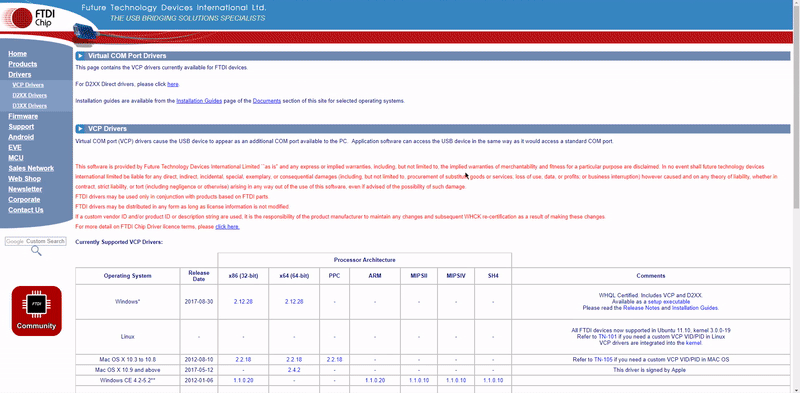 FTDI
Chip
Future Technology Devices International Ltd.
THE USB BRIDGING SOLUTIONS SPECIALISTS
Home
Products
Drivers
VCP Drivers
D2XX Drivers
D3XX Drivers
Firmware
Support
Android
EVE
MCU
Sales Network
Web Shop
Newsletter
Corporate
Contact Us
Google Custom Search
FTDI
Community
Virtual COM Port Drivers
This page contains the VCP drivers currently available for FTDI devices.
For D2XX Direct drivers, please click here.
Installation guides are available from the Installation Guides page of the Documents section of this site for selected operating systems.
VCP Drivers
Virtual COM port (VCP) drivers cause the USB device to appear as an additional COM port available to the PC. Application software can access the USB device in the same way as it would access a standard COM port.
This software is provided by Future Technology Devices International Limited ``as is'' and any express or implied warranties, including, but not limited to, the implied warranties of merchantability and fitness for a particular purpose are disclaimed. In no event shall future technology devices
international limited be liable for any direct, indirect, incidental, special, exemplary, or consequential damages (including, but not limited to, procurement of substitute goods or services; loss of use, data, or profits; or business interruption) however caused and on any theory of liability, whether in
contract, strict liability, or tort (including negligence or otherwise) arising in any way out of the use of this software, even if advised of the possibility of such damage.
FTDI drivers may be used only in conjunction with products based on FTDI parts.
FTDI drivers may be distributed in any form as long as license information is not modified.
If a custom vendor ID and/or product ID or description string are used, it is the responsibility of the product manufacturer to maintain any changes and subsequent WHCK re-certification as a result of making these changes.
For more detail on FTDI Chip Driver licence terms, please click here.
Currently Supported VCP Drivers:
Processor Architecture
Operating System Release Date x86 (32-bit) x64 (64-bit) PPC ARM MIPSII MIPSIV SH4 Comments
Windows* 2017-08-30 2.12.28 2.12.28 - - - - - WHQL Certified. Includes VCP and D2XX.
Available as a setup executable
Please read the Release Notes and Installation Guides.
Linux - - - - - - - - All FTDI devices now supported in Ubuntu 11.10, kernel 3.0.0-19
Refer to TN-101 if you need a custom VCP VID/PID in Linux
VCP drivers are integrated into the kernel.
Mac OS X 10.3 to 10.8 2012-08-10 2.2.18 2.2.18 2.2.18 - - - - Refer to TN-105 if you need a custom VCP VID/PID in MAC OS
Mac OS X 10.9 and above 2017-05-12 - 2.4.2 - - - - - This driver is signed by Apple
Windows CE 4.2-5.2** 2012-01-06 1.1.0.20 - - 1.1.0.20 1.1.0.10 1.1.0.10 1.1.0.10